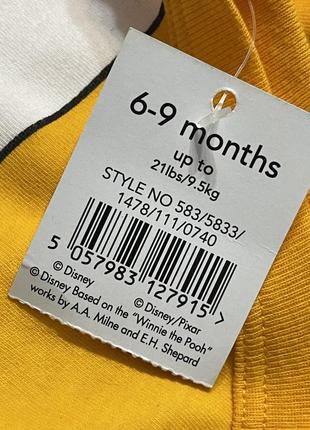 6-9 months
up to
21lbs/9.5kg
STYLE NO 583/5833/
1478/111/0740
5 057983 127915 >
© Disney
© Disney/Pixar
© Disney Based on the "Winnie the Pooh"
works by A.A. Milne and E.H. Shepard